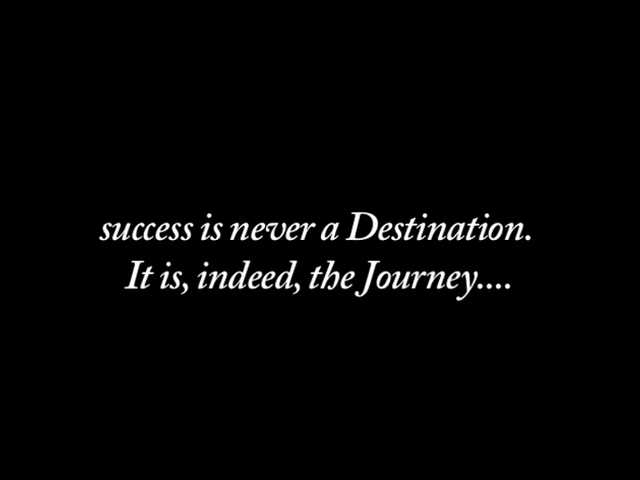 success is never a Destination.
It is, indeed, the Journey....